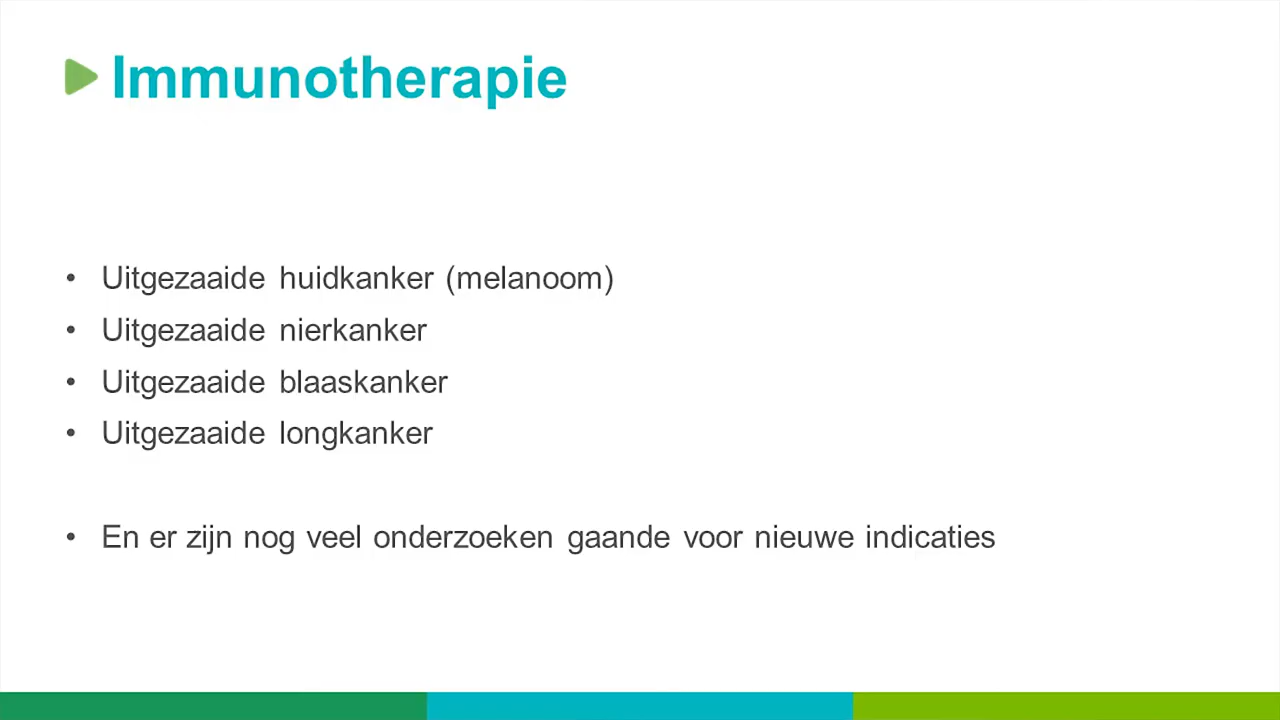 Immunotherapie
• Uitgezaaide huidkanker (melanoom)
• Uitgezaaide nierkanker
• Uitgezaaide blaaskanker
• Uitgezaaide longkanker
• En er zijn nog veel onderzoeken gaande voor nieuwe indicaties